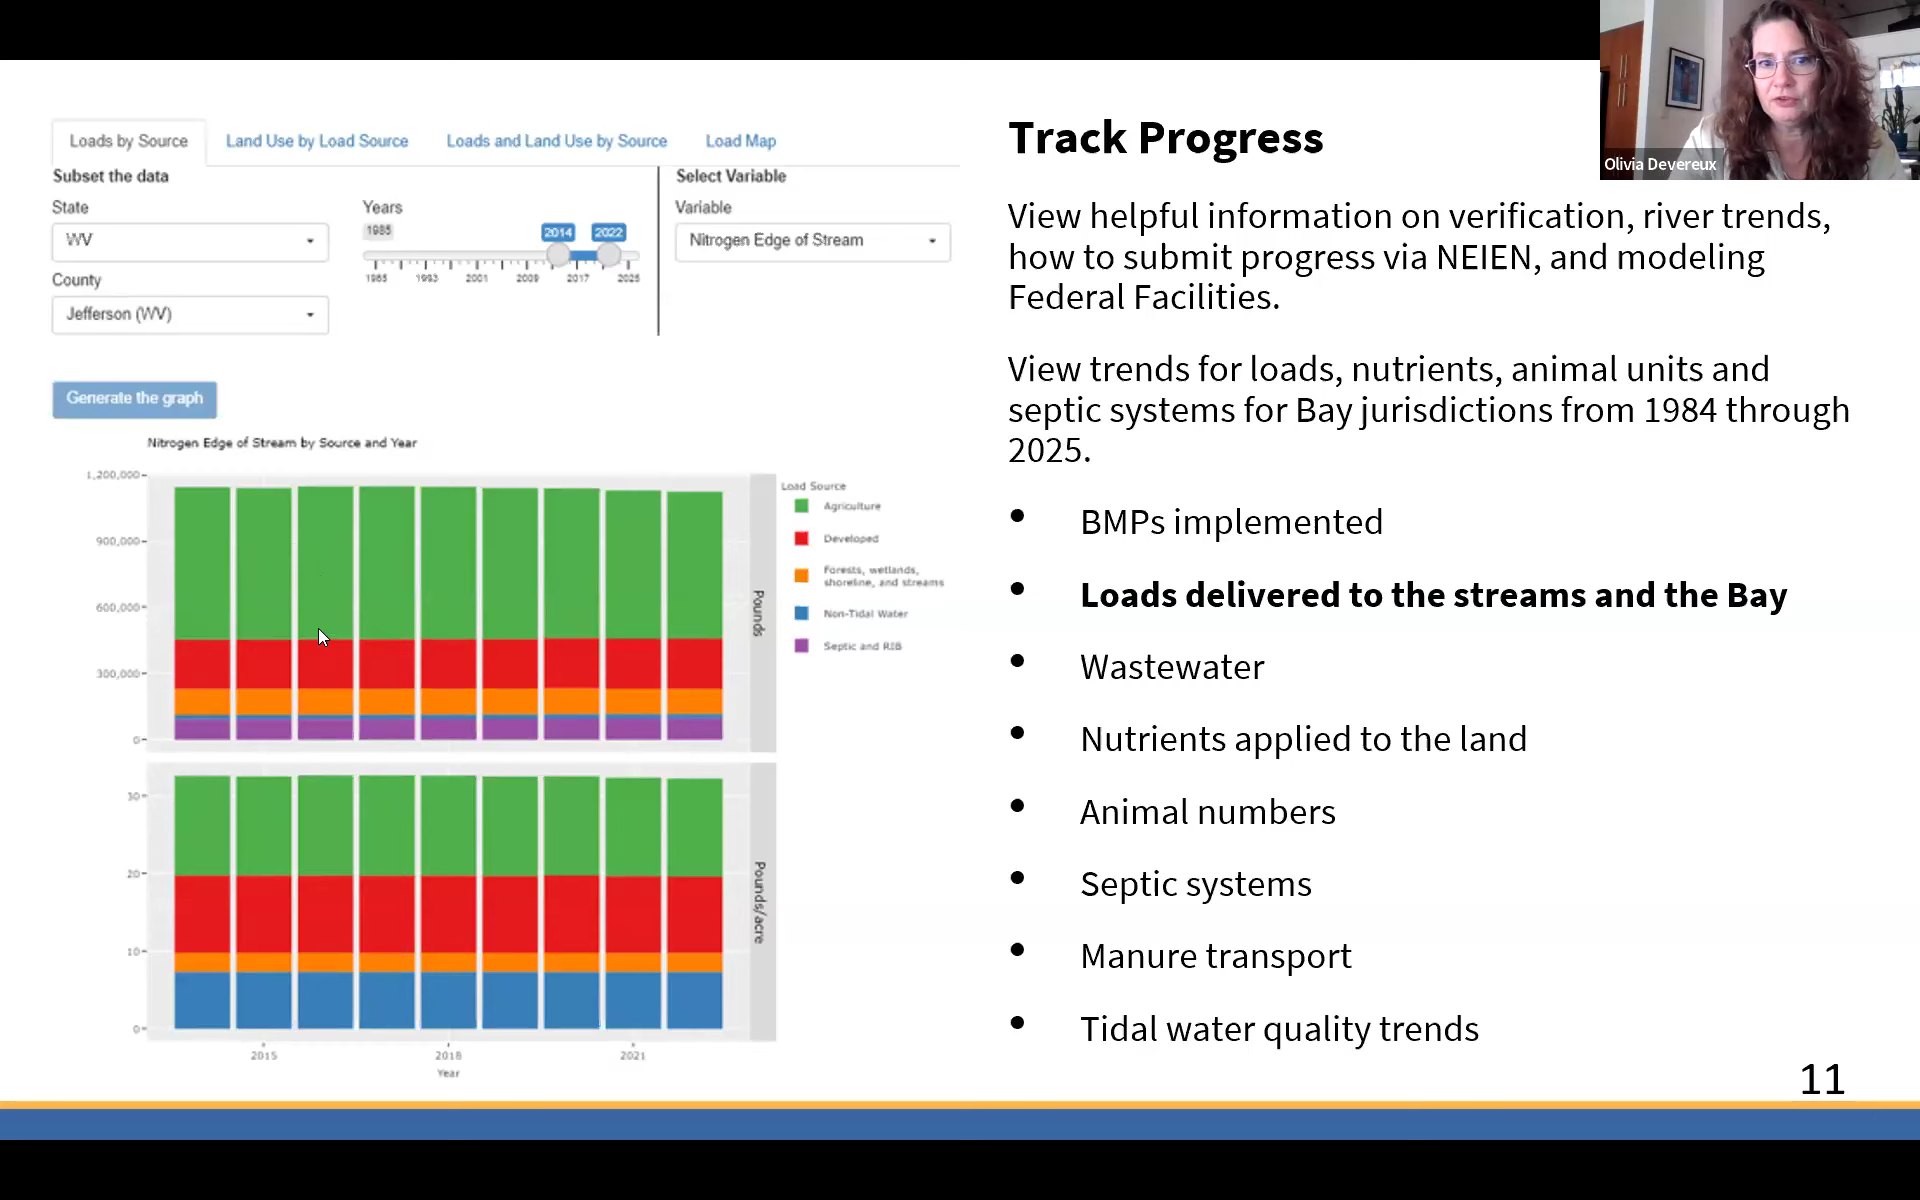 Olivia Devereux
Loads by Source
Land Use by Load Source
Loads and Land Use by Source
Load Map
Subset the data
State
WV
County
Jefferson (WV)
Years
1985
2014
2022
1985
1993
2001
2009
2017
2025
Select Variable
Variable
Nitrogen Edge of Stream
Generate the graph
Nitrogen Edge of Stream by Source and Year
1,200,000
900,000
600,000
300,000
0
Pounds
30
20
10
0
Pounds/acre
2015
2018
2021
Year
Load Source
Agriculture
Developed
Forests, wetlands,
shoreline, and streams
Non-Tidal Water
Septic and RIB
Track Progress
View helpful information on verification, river trends,
how to submit progress via NEIEN, and modeling
Federal Facilities.
View trends for loads, nutrients, animal units and
septic systems for Bay jurisdictions from 1984 through
2025.
• BMPs implemented
• Loads delivered to the streams and the Bay
• Wastewater
• Nutrients applied to the land
• Animal numbers
• Septic systems
• Manure transport
• Tidal water quality trends
11